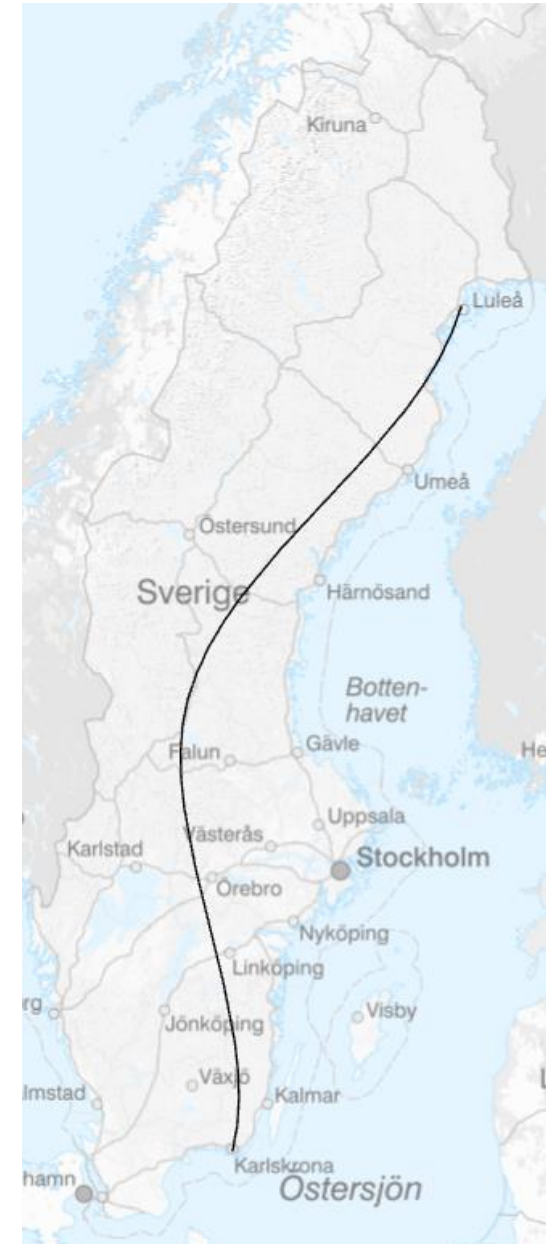 Kiruna
Luleå
Umeå
Östersund
Härnösand
Sverige
Botten-
havet
Gävle
Falun
He
Uppsala
Västerås
Karlstad
Stockholm
Örebro
Nyköping
Linköping
rg
Visby
Jönköping
Växjö
lmstad
Kalmar
Karlskrona
hamn
Östersjön